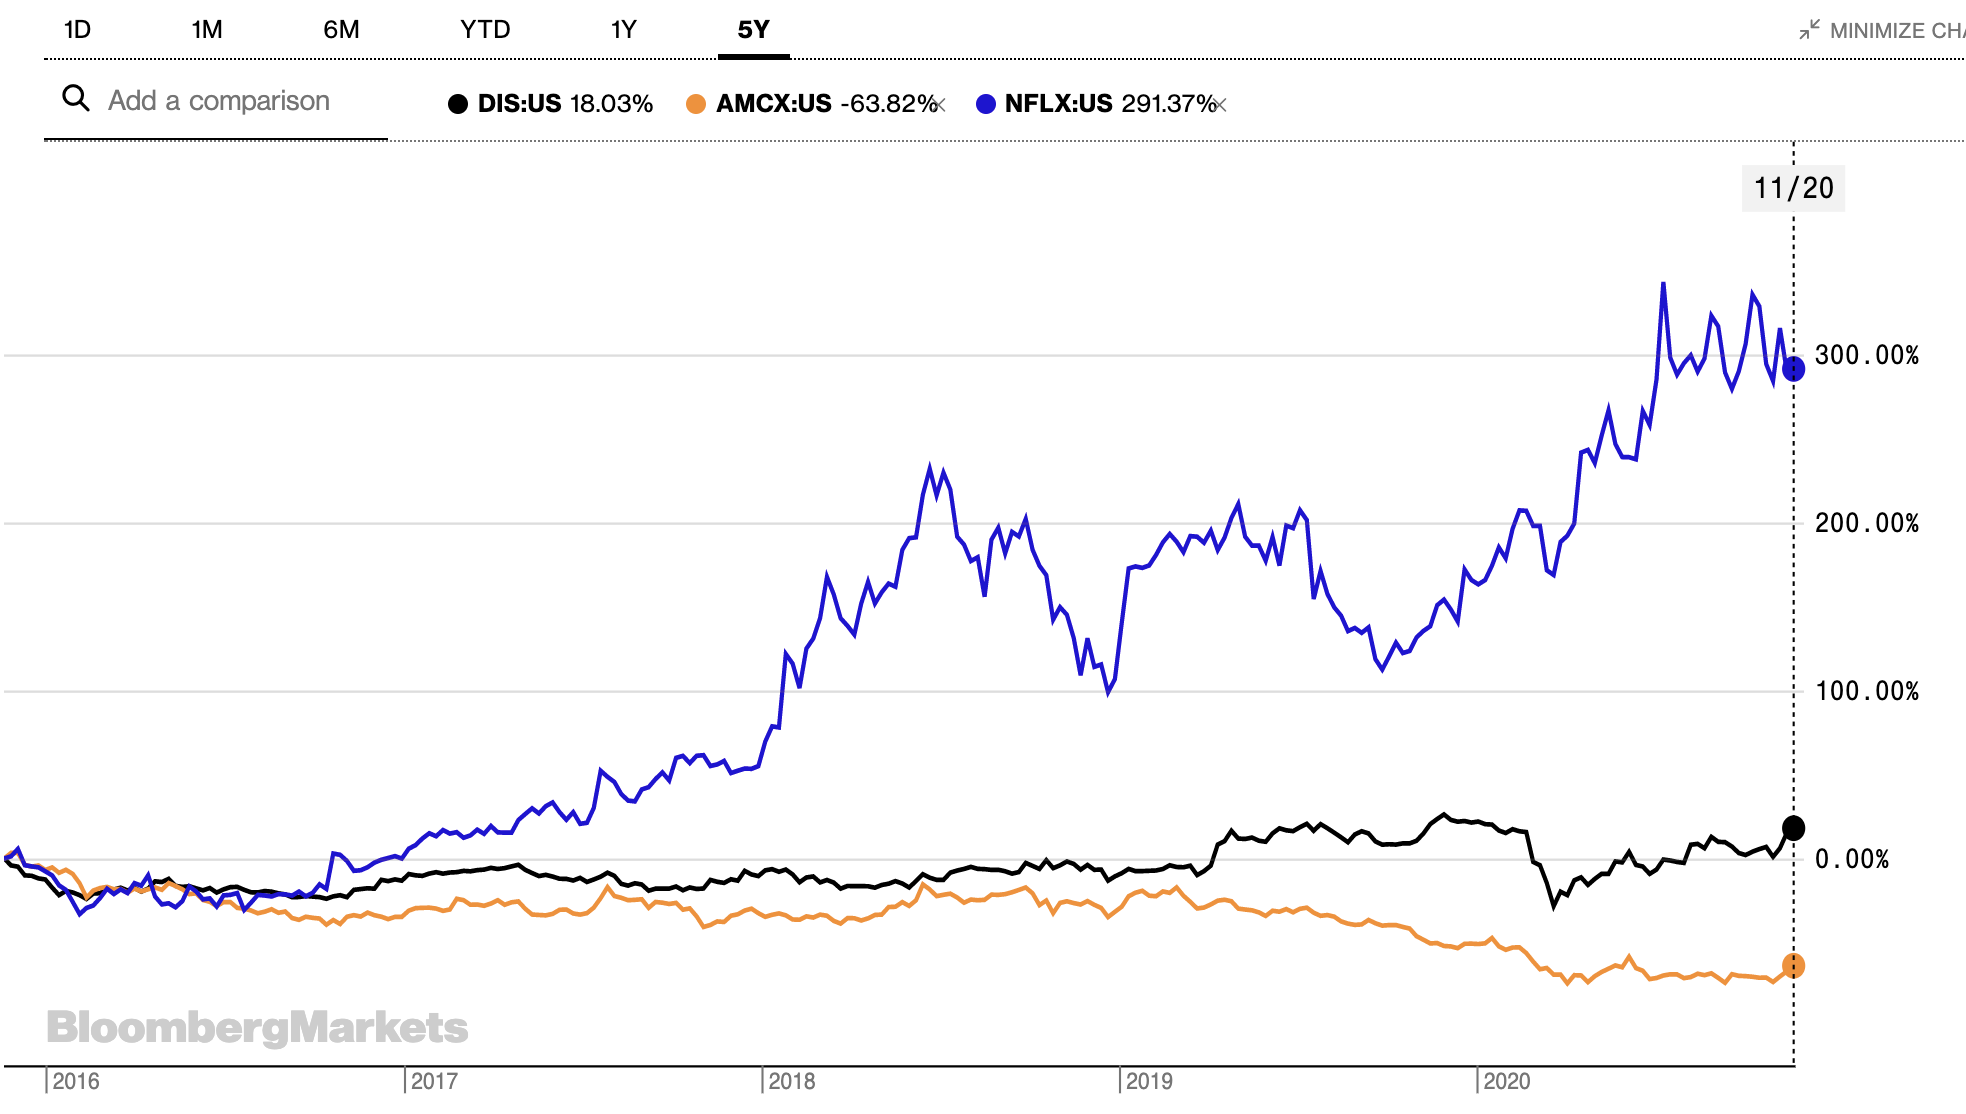 1D 1M 6M YTD 1Y 5Y MINIMIZE CHA
Add a comparison DIS:US 18.03% AMCX:US -63.82%× NFLX:US 291.37%×
11/20
300.00%
200.00%
100.00%
0.00%
BloombergMarkets
2016 2017 2018 2019 2020